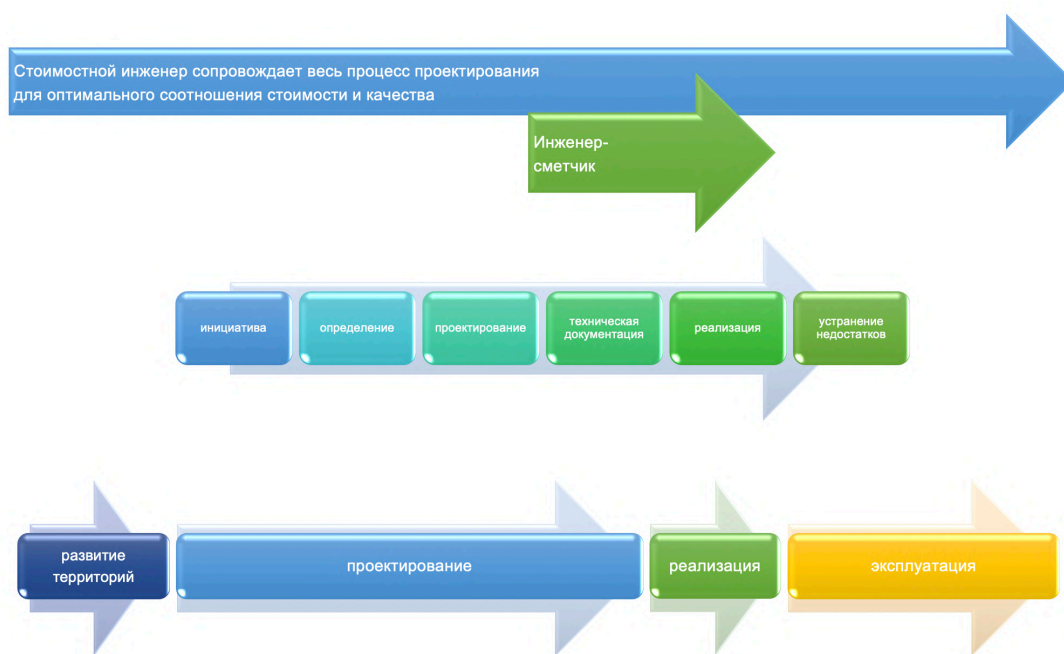 Стоимостной инженер сопровождает весь процесс проектирования
для оптимального соотношения стоимости и качества
Инженер-
сметчик
инициатива
определение
проектирование
техническая
документация
реализация
устранение
недостатков
развитие
территорий
проектирование
реализация
эксплуатация